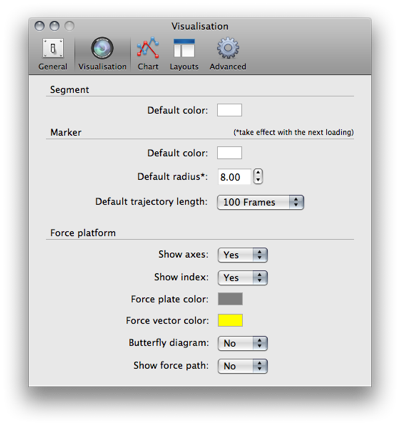 Visualisation
General Visualisation Chart Layouts Advanced
Segment
Default color:
Marker (*take effect with the next loading)
Default color:
Default radius*: 8.00
Default trajectory length: 100 Frames
Force platform
Show axes: Yes
Show index: Yes
Force plate color:
Force vector color:
Butterfly diagram: No
Show force path: No